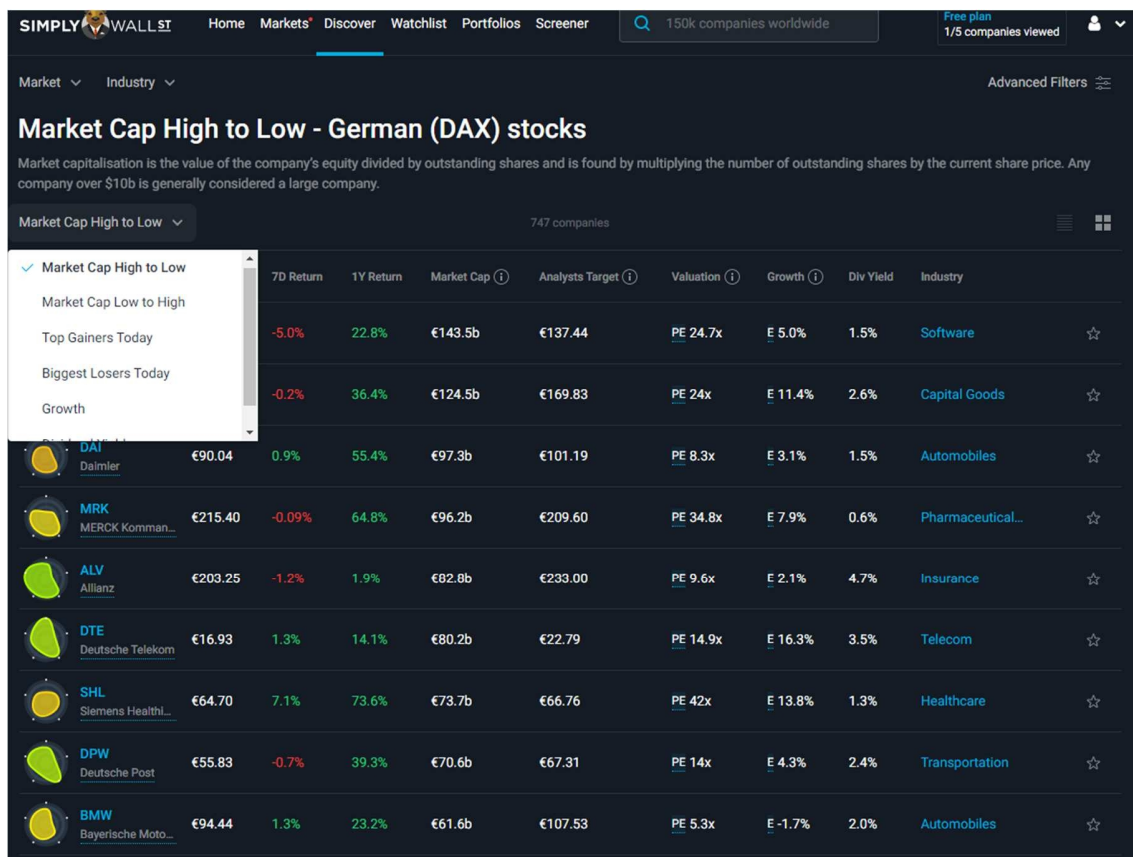 SIMPLY WALL ST Home Markets Discover Watchlist Portfolios Screener 150k companies worldwide Free plan
1/5 companies viewed
Market Industry Advanced Filters
Market Cap High to Low - German (DAX) stocks
Market capitalisation is the value of the company's equity divided by outstanding shares and is found by multiplying the number of outstanding shares by the current share price. Any
company over $10b is generally considered a large company.
Market Cap High to Low 747 companies
Market Cap High to Low
Market Cap Low to High
Top Gainers Today
Biggest Losers Today
Growth
7D Return 1Y Return Market Cap Analysts Target Valuation Growth Div Yield Industry
-5.0% 22.8% €143.5b €137.44 PE 24.7x E 5.0% 1.5% Software
-0.2% 36.4% €124.5b €169.83 PE 24x E 11.4% 2.6% Capital Goods
DAI
Daimler €90.04 0.9% 55.4% €97.3b €101.19 PE 8.3x E 3.1% 1.5% Automobiles
MRK
MERCK Komman... €215.40 -0.09% 64.8% €96.2b €209.60 PE 34.8x E 7.9% 0.6% Pharmaceutical...
ALV
Allianz €203.25 -1.2% 1.9% €82.8b €233.00 PE 9.6x E 2.1% 4.7% Insurance
DTE
Deutsche Telekom €16.93 1.3% 14.1% €80.2b €22.79 PE 14.9x E 16.3% 3.5% Telecom
SHL
Siemens Healthi... €64.70 7.1% 73.6% €73.7b €66.76 PE 42x E 13.8% 1.3% Healthcare
DPW
Deutsche Post €55.83 -0.7% 39.3% €70.6b €67.31 PE 14x E 4.3% 2.4% Transportation
BMW
Bayerische Moto... €94.44 1.3% 23.2% €61.6b €107.53 PE 5.3x E -1.7% 2.0% Automobiles